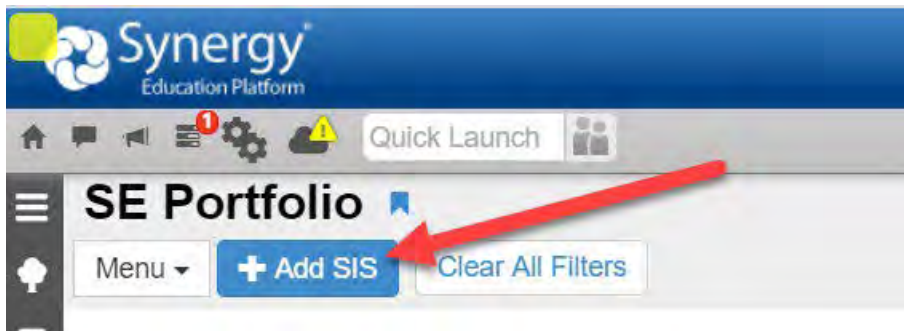 Synergy
Education Platform
1
Quick Launch
SE Portfolio
Menu + Add SIS Clear All Filters